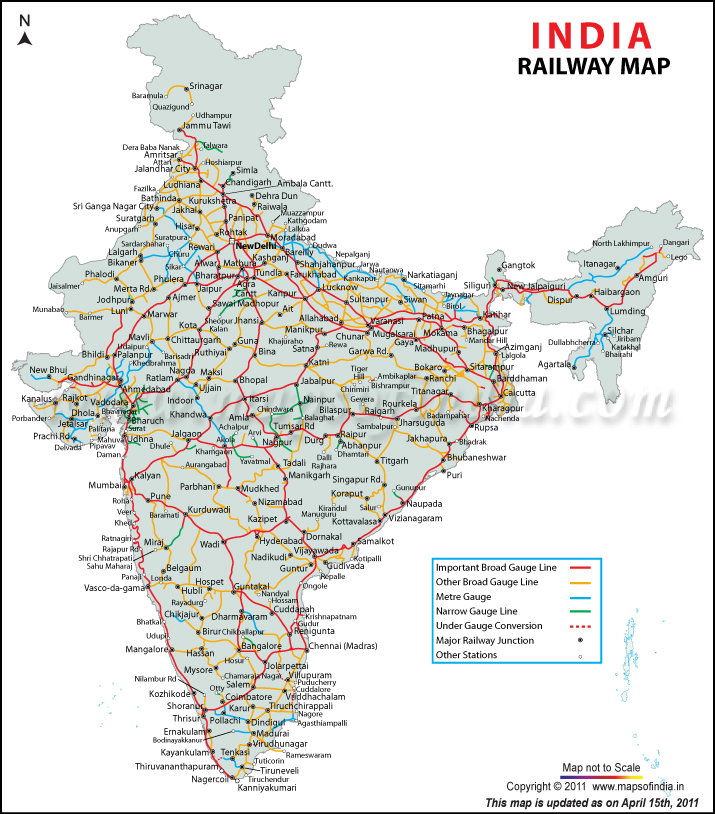 N
INDIA
RAILWAY MAP
Srinagar
Baramula
Quazigund
Udhampur
Jammu Tawi
Talwara
Dera Baba Nanak
Amritsar
Attari
Hoshiarpur
Jalandhar City
Simla
Ludhiana
Chandigarh
Ambala Cantt.
Fazilka
Bathinda
Kurukshetra
Dehra Dun
Sri Ganga Nagar City
Jakhal
Raiwala
Suratgarh
Panipat
Muazzampur
Anupgarh
Hisar
Kathgodam
Suratpura
Rohtak
Lalkua
Sardarshahar
Moradabad
Rewari
NewDelhi
Dudwa
Lalgarh
Churu
Bareilly
Nepalganj
Bikaner
Sikar
Alwar
Mathura
Kashganj
Shahjahanpur
Jarwa
Nautanwa
Phalodi
Phulera
Bharatpur
Tundla
Farukhabad
Kankapur
Narkatiaganj
Jaisalmer
Merta Rd.
Jaipur
Agra
Cantt
Lucknow
Sitamarhi
Siliguri
Gangtok
New Jalpaiguri
North Lakhimpur
Dangari
Lego
Itanagar
Amguri
Jodhpur
Ajmer
Kanpur
Sultanpur
Siwan
Jaynagar
Birol
Dispur
Haibargaon
Munabao
Barmer
Luni
Sawai Madhopur
Ait
Allahabad
Varanasi
Patna
Katihar
Lumding
Marwar
Kota
Sheopur
Jhansi
Kalan
Manikpur
Mugalsarai
Mokama
Bhagalpur
Silchar
Jiribam
Mavli
Chittaurgarh
Guna
Khajuraho
Chunar
Gaya
Mandar Hill
Dullabhcherra
Katakhal
Bhairahi
Udaipur
Ruthiyai
Bina
Satna
Rewa
Garwa Rd.
Madhupur
Azimganj
Lalgola
Agartala
Bhildi
Palanpur
Barisadri
Khedbrahma
Katni
Bokaro
Sitarampur
New Bhuj
Gandhinagar
Nagda
Maksi
Tiger
Hill
Ambikaplar
Ranchi
Barddhaman
Ratlam
Ujjain
Bhopal
Jabalpur
Chirimiri
Bishrampur
Titanagar
Ahmedabad
Kanalus
Rajkot
Vadodara
Indoor
Itarsi
Nainpur
Gevera
Rourkela
Calcutta
Kharagpur
Dhola
Bhavnegar
Khandwa
Amla
Chindwara
Balaghat
Bilaspur
Raigarh
Badampahar
Nachenda
Porbander
Jetalsar
Bharuch
Palitana
Surat
Achalpur
Tumsar Rd
Sambalpur
Jharsuguda
Rupsa
Prachi Rd.
Mahuva
Udhna
Jalgaon
Akola
Arvi
Nagpur
Durg
Raipur
Jakhapura
Bhadrak
Delvada
Pipavav
Dhule
Abhanpur
Daman
Khamgaon
Yavatmal
Dalli
Rajhara
Dhamtari
Bhubaneshwar
Aurangabad
Tadali
Titgarh
Kalyan
Manikgarh
Puri
Mumbai
Parbhani
Mudkhed
Singapur Rd.
Roha
Pune
Nizamabad
Koraput
Gunupur
Veer
Baramati
Kurduwadi
Kirandul
Salur
Naupada
Khed
Kazipet
Manuguru
Kottavalasa
Vizianagaram
Ratnagiri
Dornakal
Rajapur Rd
Miraj
Wadi
Hyderabad
Samalkot
Shri Chhatrapati
Sahu Maharaj
Vijayawada
Nadikudi
Kotipalli
Belgaum
Guntur
Gudivada
Panaji
Londa
Repalle
Vasco-da-gama
Hospet
Guntakal
Ongole
Hubli
Nandyal
Rayadurg
Hossam
Chikjajur
Dharmavaram
Cuddapah
Bhatkal
Krishnapatnam
Gudur
Birur
Chikballapur
Renigunta
Udupi
Mangalore
Hassan
Bangalore
Chennai (Madras)
Hosur
Jolarpettai
Mysore
Chamaraja Nagar
Villupuram
Nilambur Rd
Puducherry
Otty
Salem
Cuddalore
Kozhikode
Coimbatore
Vriddhachalam
Shoranur
Karur
Tiruchchirappali
Thrisur
Pollachi
Nagore
Dindigul
Agasthiampalli
Ernakulam
Madurai
Bodinayakkanur
Kayankulam
Virudhunagar
Tenkasi
Rameswaram
Thiruvananthapuram
Tuticorin
Tiruneveli
Nagercoil
Tiruchendur
Kanniyakumari
Important Broad Gauge Line
Other Broad Gauge Line
Metre Gauge
Narrow Gauge Line
Under Gauge Conversion
Major Railway Junction
Other Stations
Map not to Scale
Copyright © 2011 www.mapsofindia.in
This map is updated as on April 15th, 2011